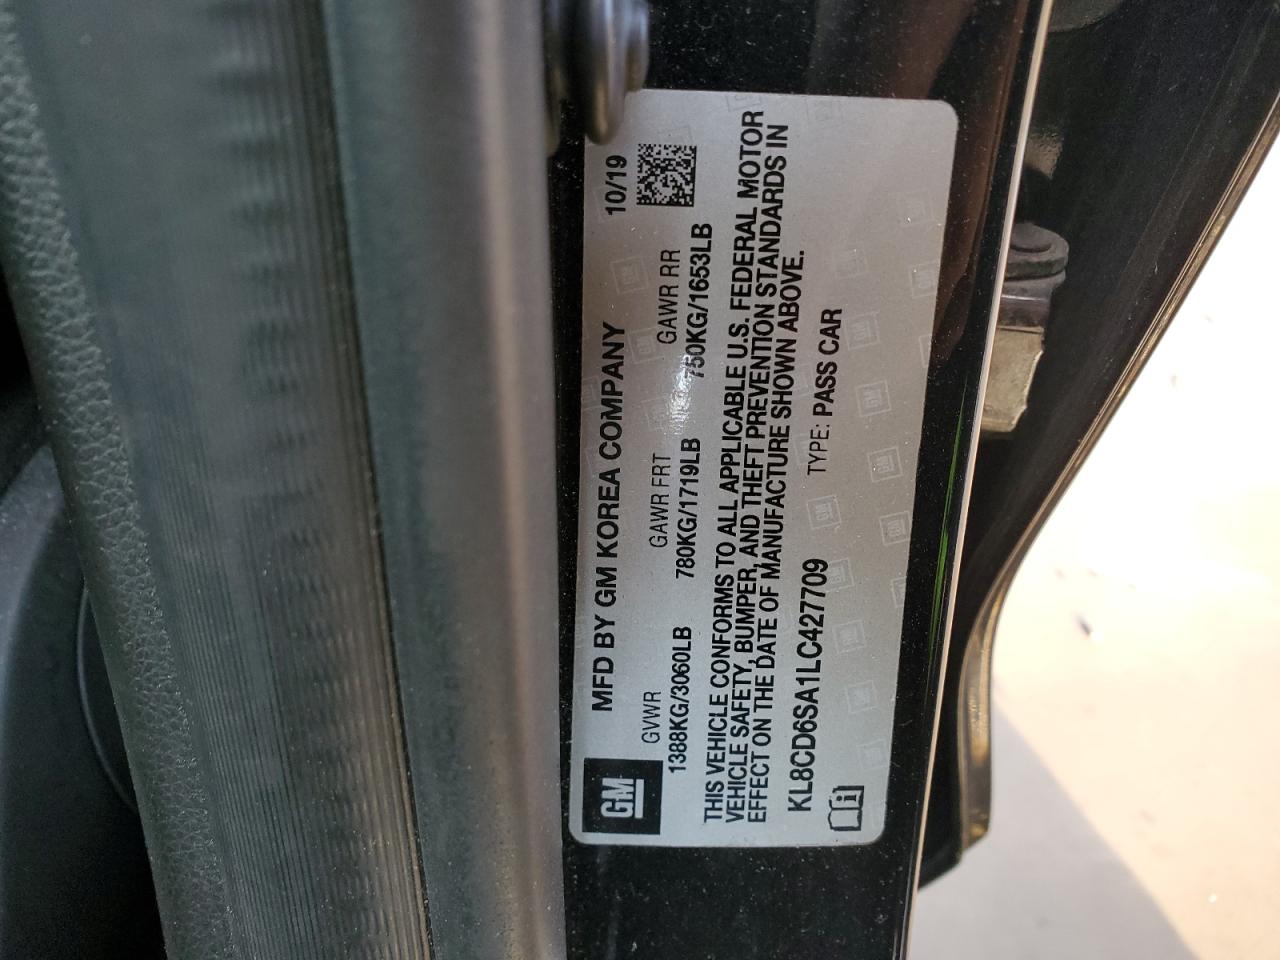 GM
MFD BY GM KOREA COMPANY 10/19
GVWR GAWR FRT GAWR RR
1388KG/3060LB 780KG/1719LB 750KG/1653LB
THIS VEHICLE CONFORMS TO ALL APPLICABLE U.S. FEDERAL MOTOR
VEHICLE SAFETY, BUMPER, AND THEFT PREVENTION STANDARDS IN
EFFECT ON THE DATE OF MANUFACTURE SHOWN ABOVE.
KL8CD6SA1LC427709 TYPE: PASS CAR